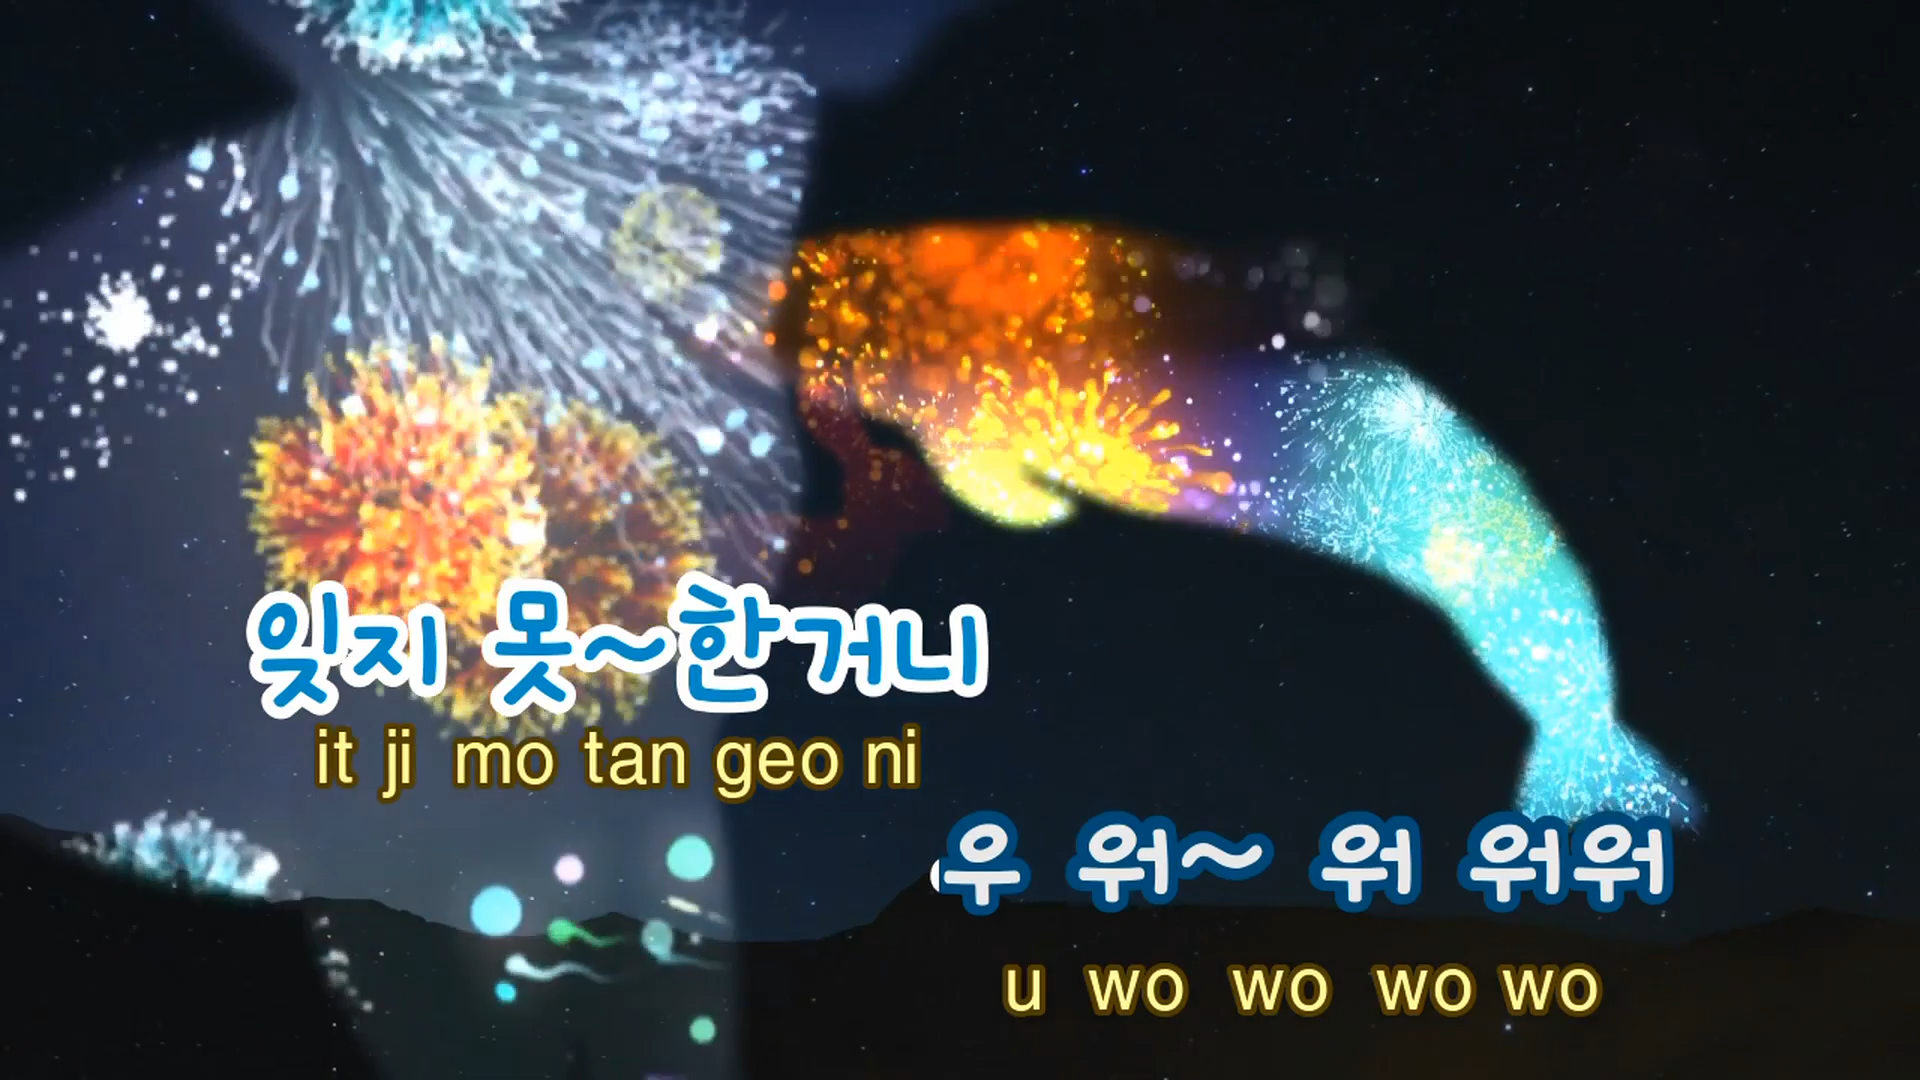 잊지 못~한거니
it ji mo tan geo ni
우 워~ 워 워워
u wo wo wo wo